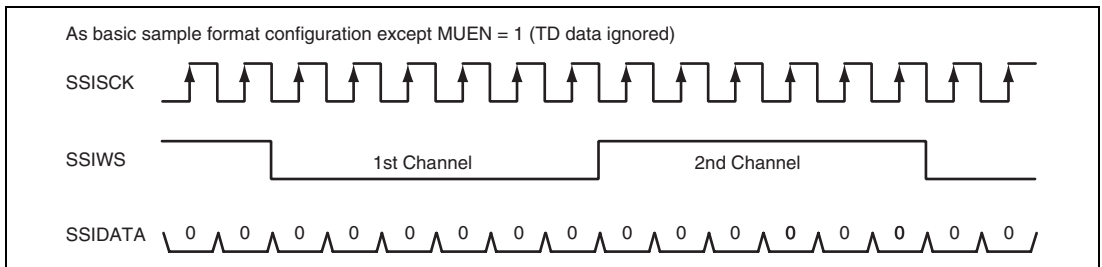 As basic sample format configuration except MUEN = 1 (TD data ignored)
SSISCK
SSIWS 1st Channel 2nd Channel
SSIDATA 0 0 0 0 0 0 0 0 0 0 0 0 0 0 0 0